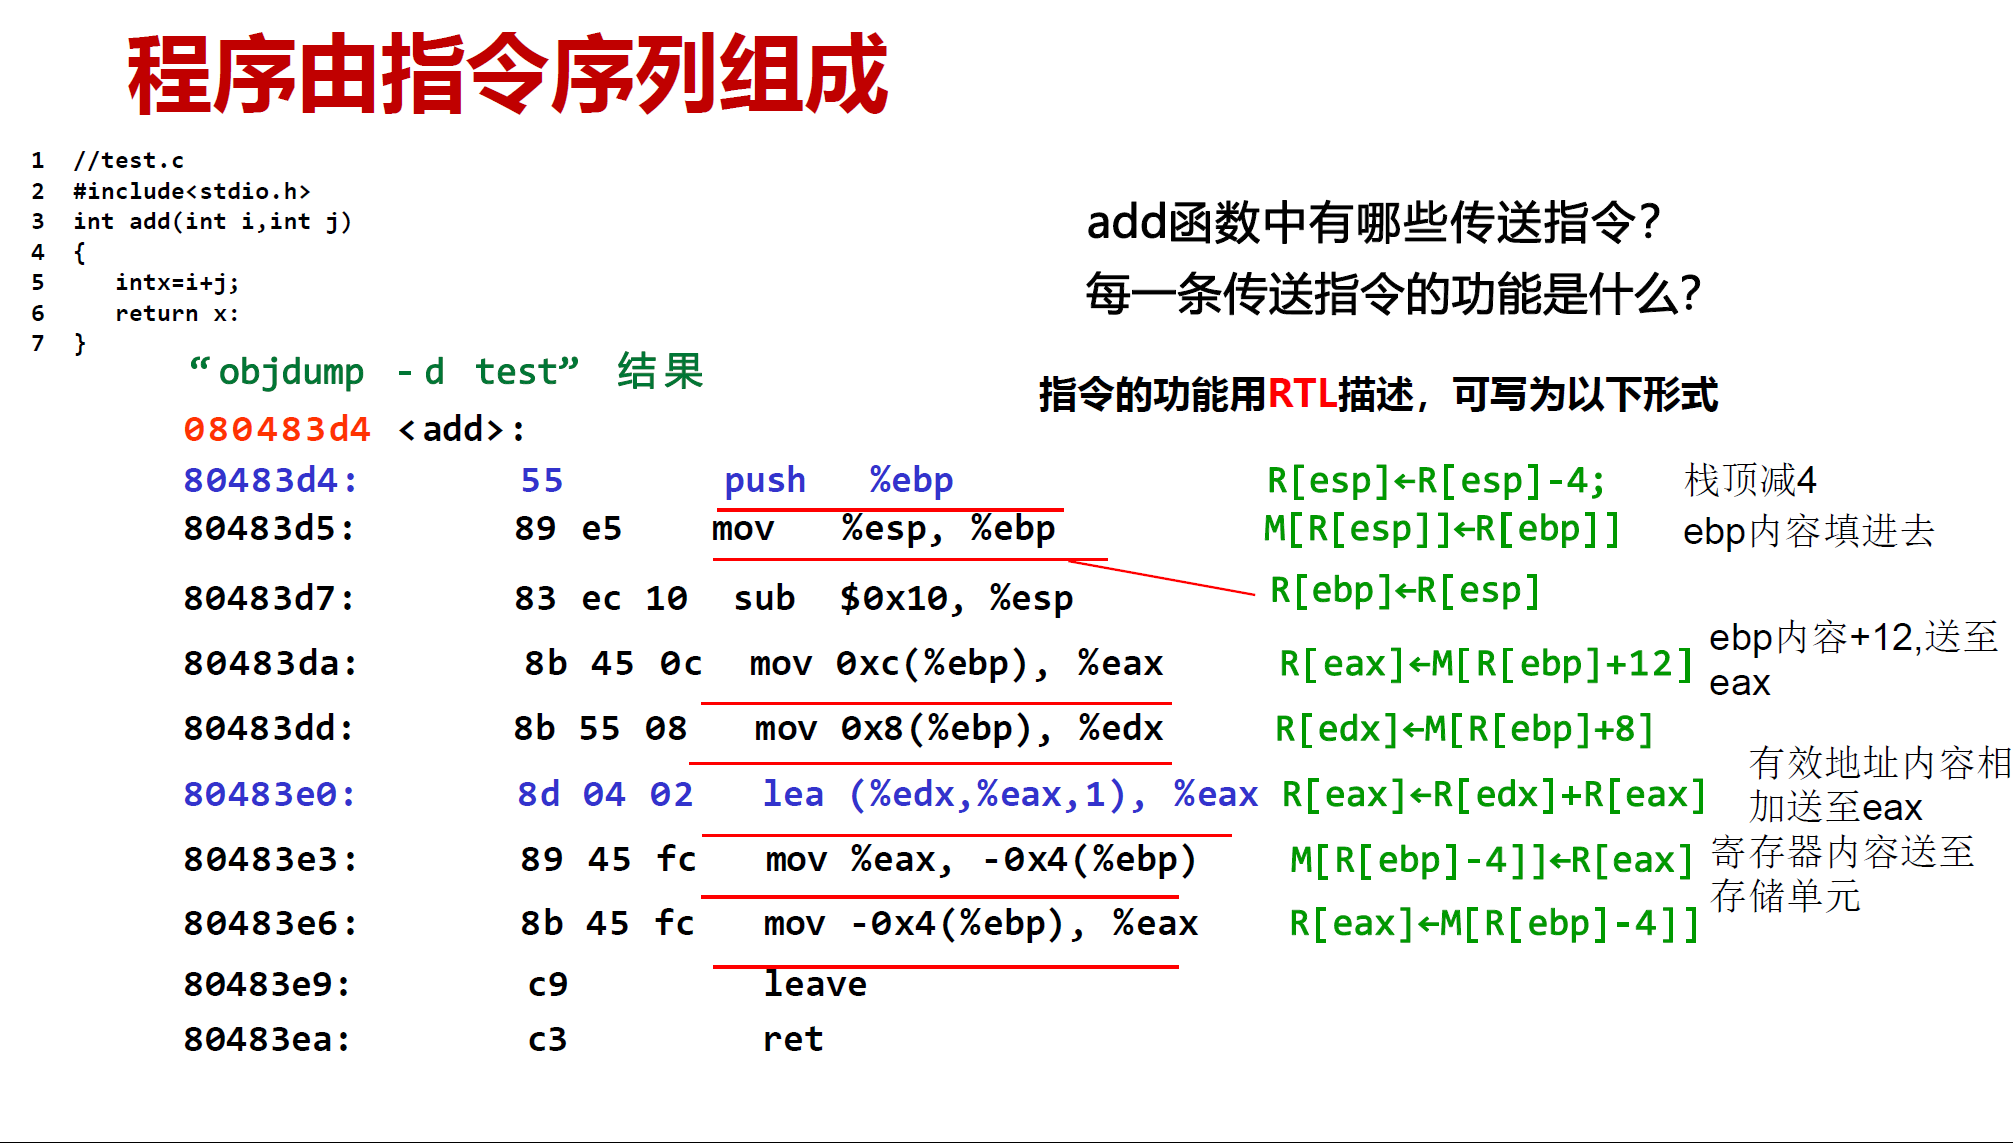 程序由指令序列组成
1 //test.c
2 #include<stdio.h>
3 int add(int i,int j)
4 {
5 intx=i+j;
6 return x:
7 }
add函数中有哪些传送指令?
每一条传送指令的功能是什么?
“objdump -d test” 结果
指令的功能用RTL描述，可写为以下形式
080483d4 <add>:
80483d4: 55 push %ebp R[esp]←R[esp]-4; 栈顶减4
80483d5: 89 e5 mov %esp, %ebp M[R[esp]]←R[ebp]] ebp内容填进去
R[ebp]←R[esp]
80483d7: 83 ec 10 sub $0x10, %esp
80483da: 8b 45 0c mov 0xc(%ebp), %eax R[eax]←M[R[ebp]+12] ebp内容+12,送至
eax
80483dd: 8b 55 08 mov 0x8(%ebp), %edx R[edx]←M[R[ebp]+8]
80483e0: 8d 04 02 lea (%edx,%eax,1), %eax R[eax]←R[edx]+R[eax] 有效地址内容相
加送至eax
80483e3: 89 45 fc mov %eax, -0x4(%ebp) M[R[ebp]-4]]←R[eax] 寄存器内容送至
存储单元
80483e6: 8b 45 fc mov -0x4(%ebp), %eax R[eax]←M[R[ebp]-4]]
80483e9: c9 leave
80483ea: c3 ret